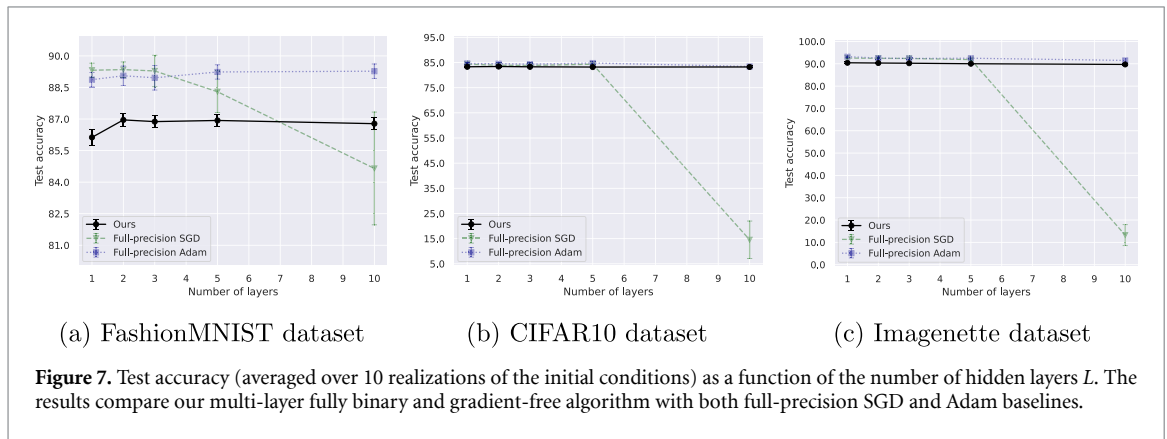 90.0
88.5
87.0
85.5
84.0
82.5
81.0
Test accuracy
Ours
Full-precision SGD
Full-precision Adam
1 2 3 4 5 6 7 8 9 10
Number of layers
(a) FashionMNIST dataset
95.0
85.0
75.0
65.0
55.0
45.0
35.0
25.0
15.0
5.0
Test accuracy
Ours
Full-precision SGD
Full-precision Adam
1 2 3 4 5 6 7 8 9 10
Number of layers
(b) CIFAR10 dataset
100.0
90.0
80.0
70.0
60.0
50.0
40.0
30.0
20.0
10.0
0.0
Test accuracy
Ours
Full-precision SGD
Full-precision Adam
1 2 3 4 5 6 7 8 9 10
Number of layers
(c) Imagenette dataset
Figure 7. Test accuracy (averaged over 10 realizations of the initial conditions) as a function of the number of hidden layers L. The
results compare our multi-layer fully binary and gradient-free algorithm with both full-precision SGD and Adam baselines.